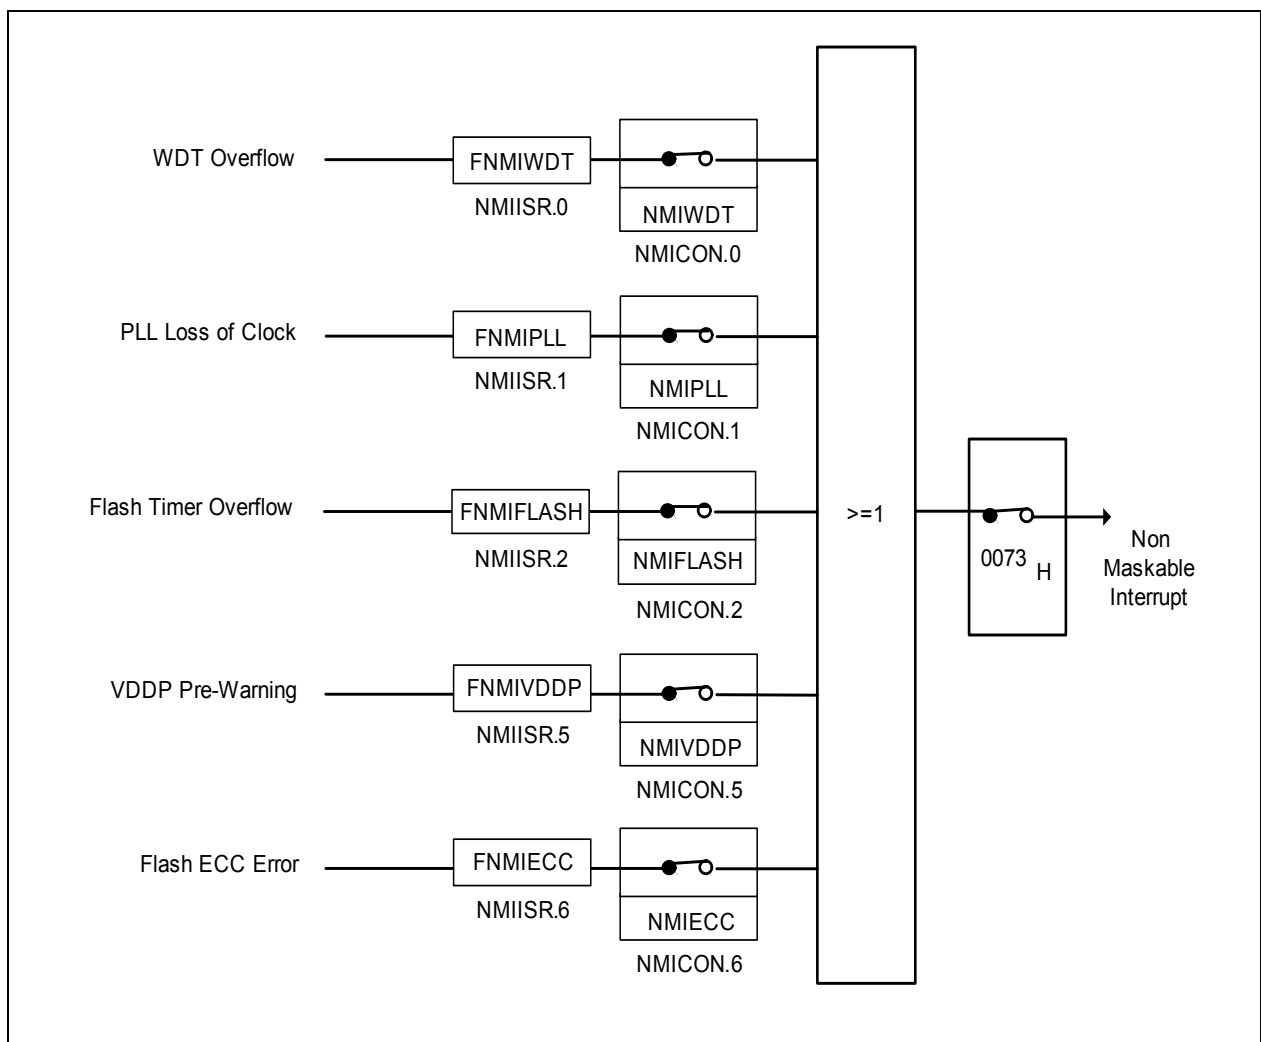 WDT Overflow
FNMIWDT
NMIISR.0
NMIWDT
NMICON.0
PLL Loss of Clock
FNMIPLL
NMIISR.1
NMIPLL
NMICON.1
Flash Timer Overflow
FNMIFLASH
NMIISR.2
NMIFLASH
NMICON.2
VDDP Pre-Warning
FNMIVDDP
NMIISR.5
NMIVDDP
NMICON.5
Flash ECC Error
FNMIECC
NMIISR.6
NMIECC
NMICON.6
>=1
0073 H
Non
Maskable
Interrupt